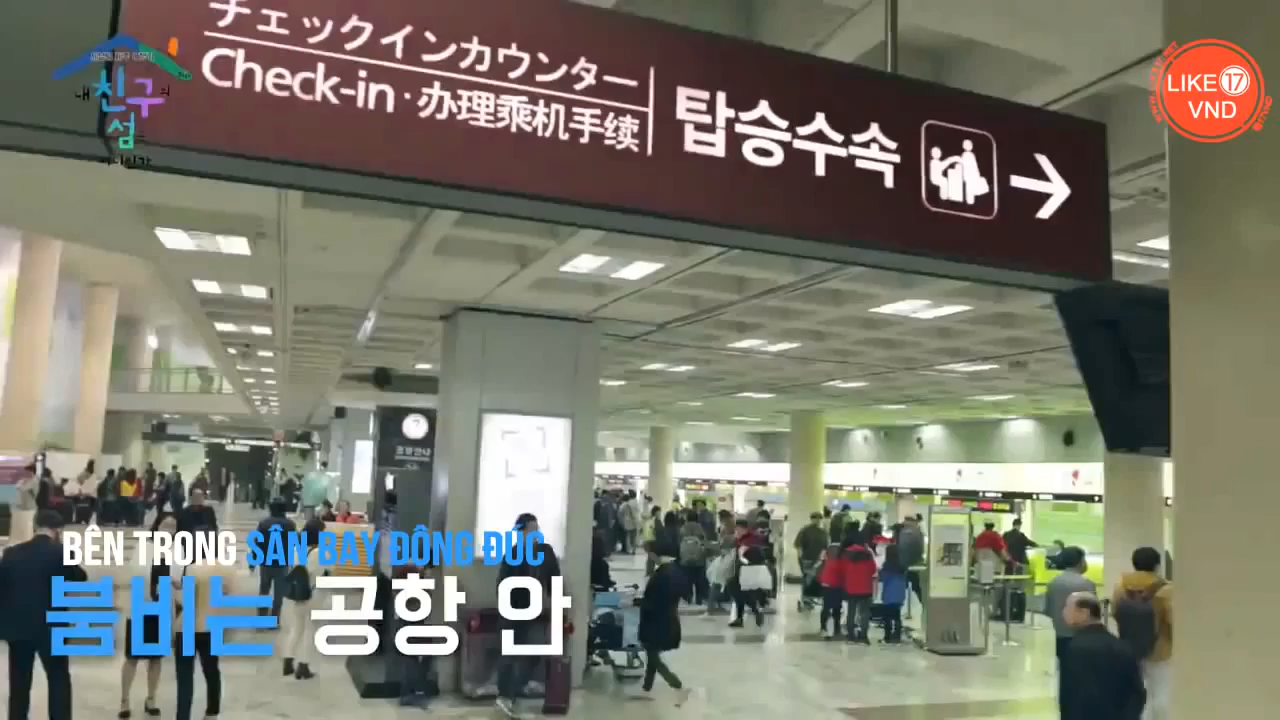 チェックインカウンター
Check-in · 办理乘机手续
탑승수속
내 친구의
섬
LIKE 17
VND
BÊN TRONG SÂN BAY ĐÔNG ĐÚC
붐비는 공항 안